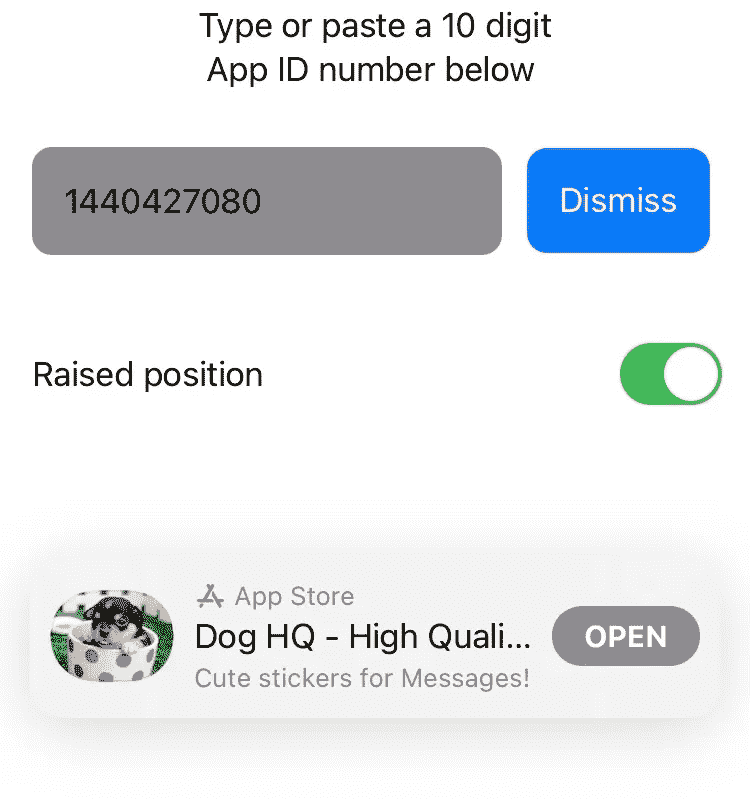 Type or paste a 10 digit
App ID number below
1440427080
Dismiss
Raised position
App Store
Dog HQ - High Quali...
OPEN
Cute stickers for Messages!